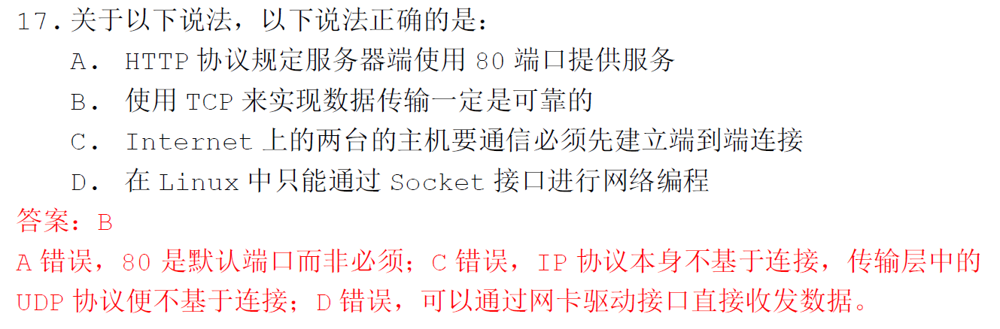 17.关于以下说法，以下说法正确的是：
A. HTTP 协议规定服务器端使用 80 端口提供服务
B. 使用 TCP 来实现数据传输一定是可靠的
C. Internet 上的两台的主机要通信必须先建立端到端连接
D. 在 Linux 中只能通过 Socket 接口进行网络编程
答案：B
A 错误，80 是默认端口而非必须；C 错误，IP 协议本身不基于连接，传输层中的
UDP 协议便不基于连接；D 错误，可以通过网卡驱动接口直接收发数据。